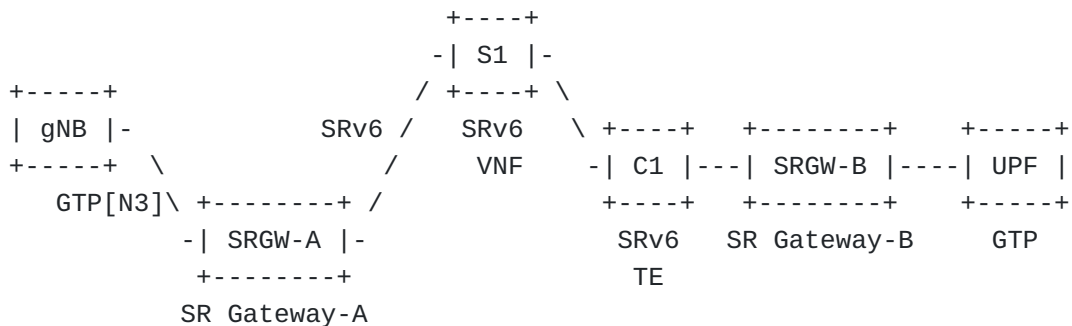 +----+
                            -| S1 |-
+-----+                    / +----+ \
| gNB |-             SRv6 /   SRv6   \ +----+   +--------+    +-----+
+-----+  \              /     VNF     -| C1 |---| SRGW-B |----| UPF |
   GTP[N3]\ +--------+ /               +----+   +--------+    +-----+
           -| SRGW-A |-                 SRv6   SR Gateway-B     GTP
            +--------+                   TE
           SR Gateway-A